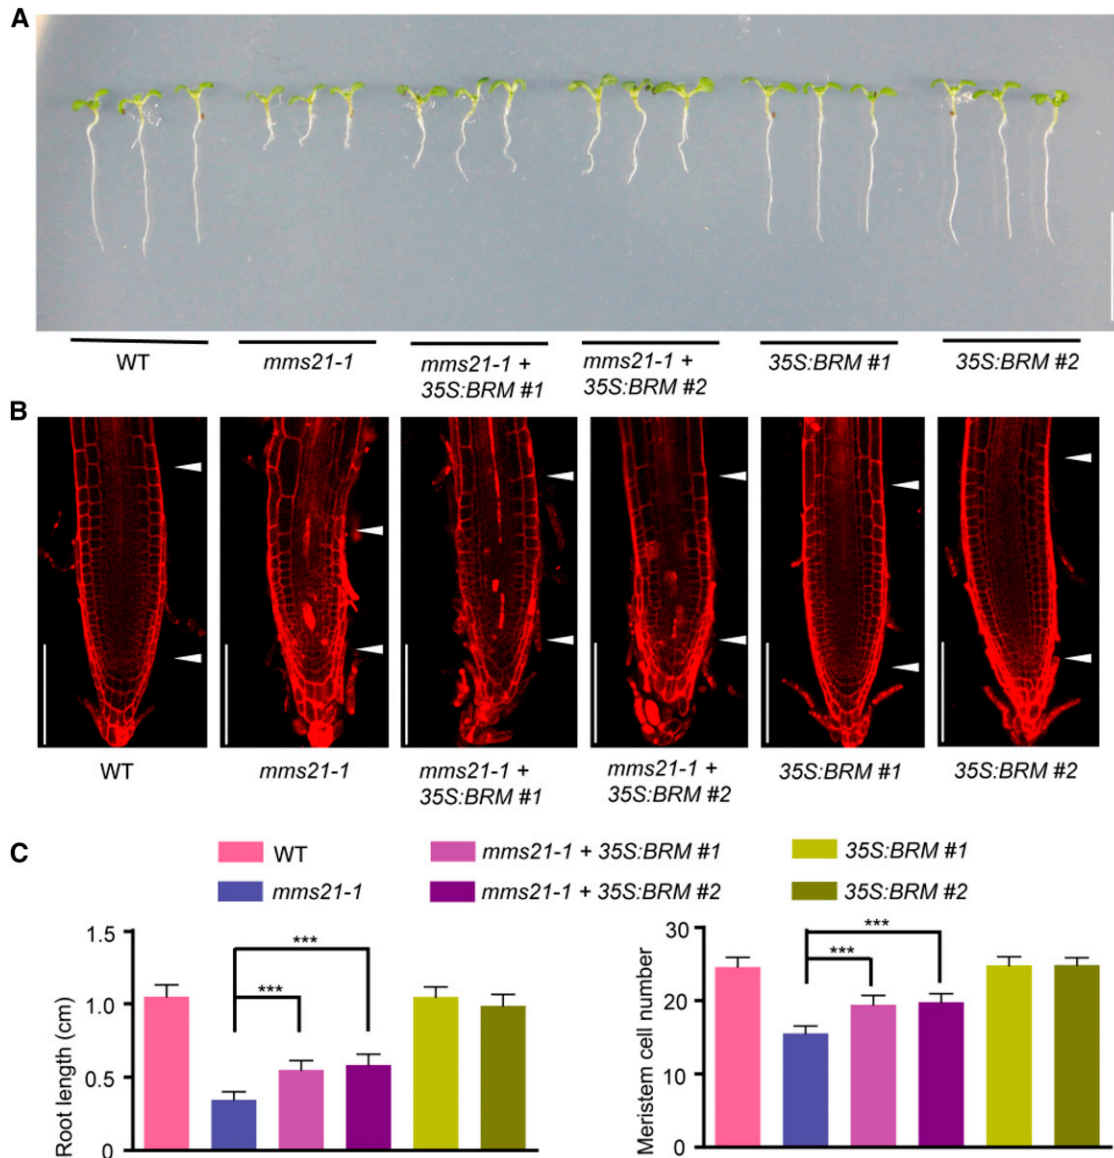 A
WT
mms21-1
mms21-1 +
35S:BRM #1
mms21-1 +
35S:BRM #2
35S:BRM #1
35S:BRM #2
B
WT
mms21-1
mms21-1 +
35S:BRM #1
mms21-1 +
35S:BRM #2
35S:BRM #1
35S:BRM #2
C
WT
mms21-1 + 35S:BRM #1
35S:BRM #1
mms21-1
mms21-1 + 35S:BRM #2
35S:BRM #2
Root length (cm)
1.5
1.0
0.5
0
***
***
Meristem cell number
30
20
10
0
***
***